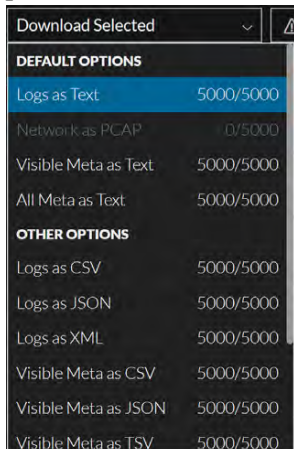 Download Selected
DEFAULT OPTIONS
Logs as Text 5000/5000
Network as PCAP 0/5000
Visible Meta as Text 5000/5000
All Meta as Text 5000/5000
OTHER OPTIONS
Logs as CSV 5000/5000
Logs as JSON 5000/5000
Logs as XML 5000/5000
Visible Meta as CSV 5000/5000
Visible Meta as JSON 5000/5000
Visible Meta as TSV 5000/5000